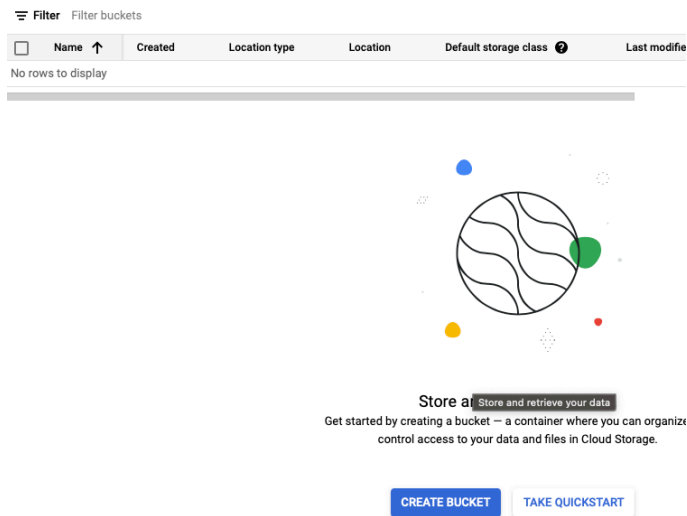 Filter Filter buckets
Name Created Location type Location Default storage class ? Last modifie
No rows to display
Store ar
Store and retrieve your data
Get started by creating a bucket — a container where you can organize
control access to your data and files in Cloud Storage.
CREATE BUCKET TAKE QUICKSTART